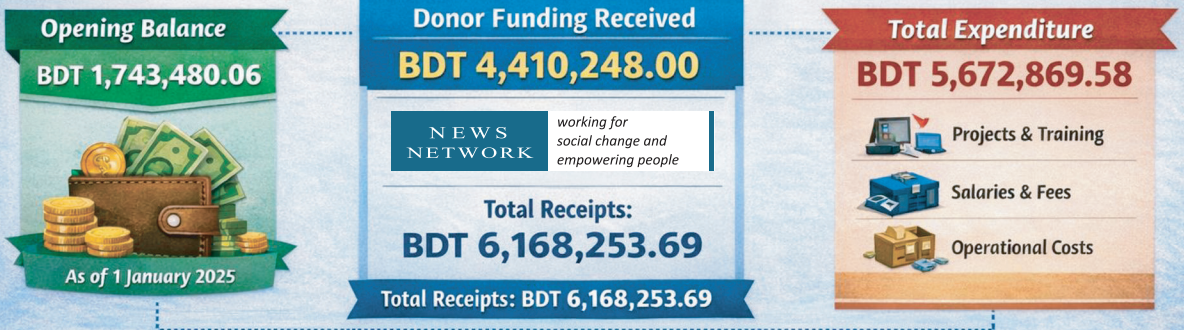 Opening Balance
BDT 1,743,480.06
As of 1 January 2025
Donor Funding Received
BDT 4,410,248.00
NEWS
NETWORK
working for
social change and
empowering people
Total Receipts:
BDT 6,168,253.69
Total Receipts: BDT 6,168,253.69
Total Expenditure
BDT 5,672,869.58
Projects & Training
Salaries & Fees
Operational Costs